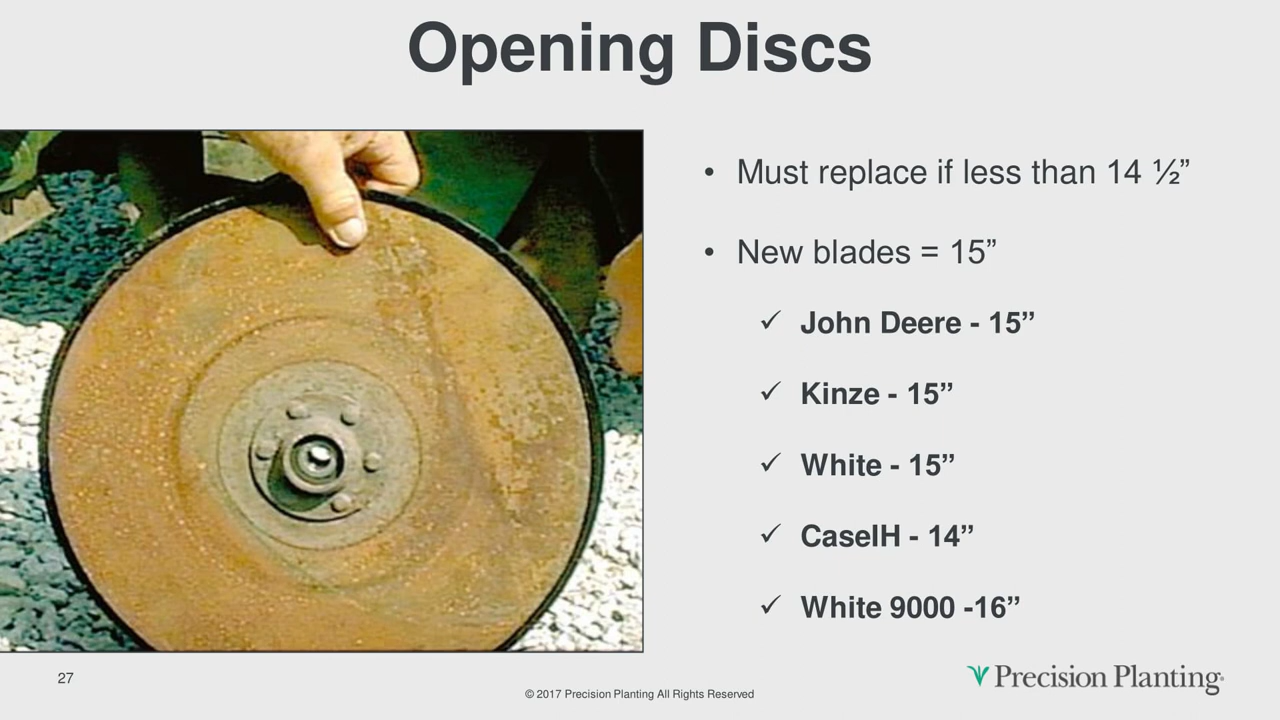 Opening Discs
• Must replace if less than 14 ½”
• New blades = 15”
✓ John Deere - 15”
✓ Kinze - 15”
✓ White - 15”
✓ CaseIH - 14”
✓ White 9000 -16”
27
© 2017 Precision Planting All Rights Reserved
Precision Planting®